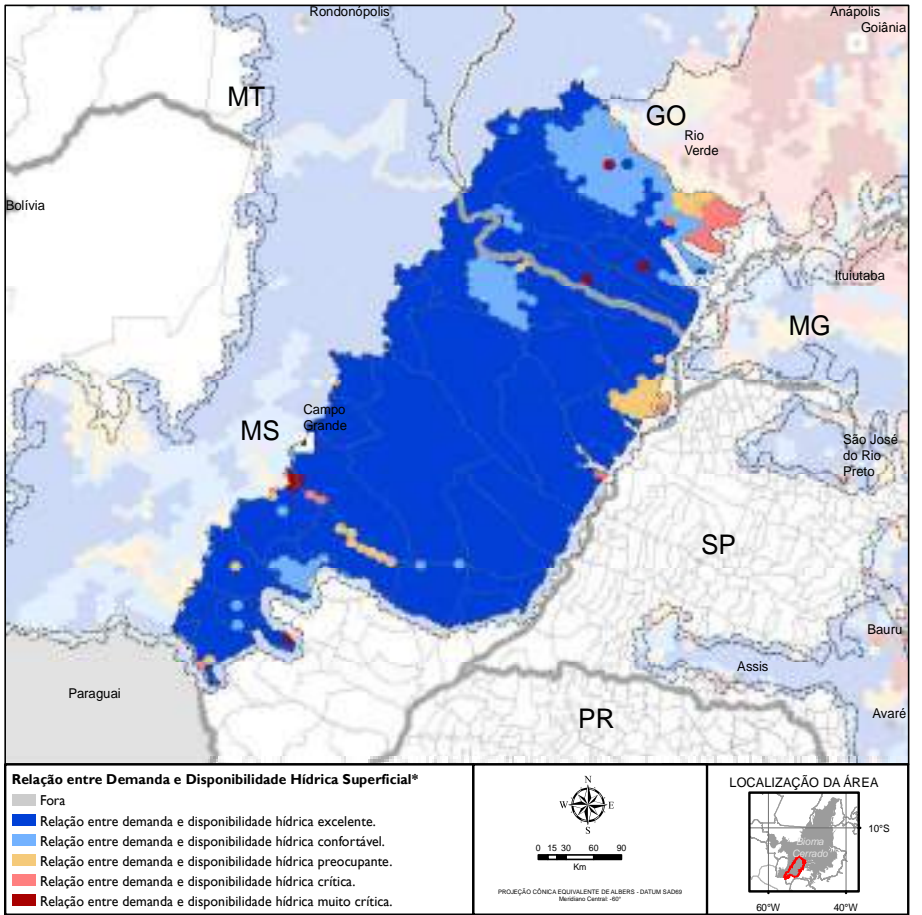 Rondonópolis
Anápolis
Goiânia
MT
GO
Rio
Verde
Bolívia
Ituiutaba
MG
Campo
Grande
MS
São José
do Rio
Preto
SP
Bauru
Assis
Paraguai
Avaré
PR
Relação entre Demanda e Disponibilidade Hídrica Superficial*
Fora
Relação entre demanda e disponibilidade hídrica excelente.
Relação entre demanda e disponibilidade hídrica confortável.
Relação entre demanda e disponibilidade hídrica preocupante.
Relação entre demanda e disponibilidade hídrica crítica.
Relação entre demanda e disponibilidade hídrica muito crítica.
N
W E
S
0 15 30 60 90
Km
PROJEÇÃO CÔNICA EQUIVALENTE DE ALBERS - DATUM SAD69
Meridiano Central: -60°
LOCALIZAÇÃO DA ÁREA
10°S
Bioma
Cerrado
60°W 40°W